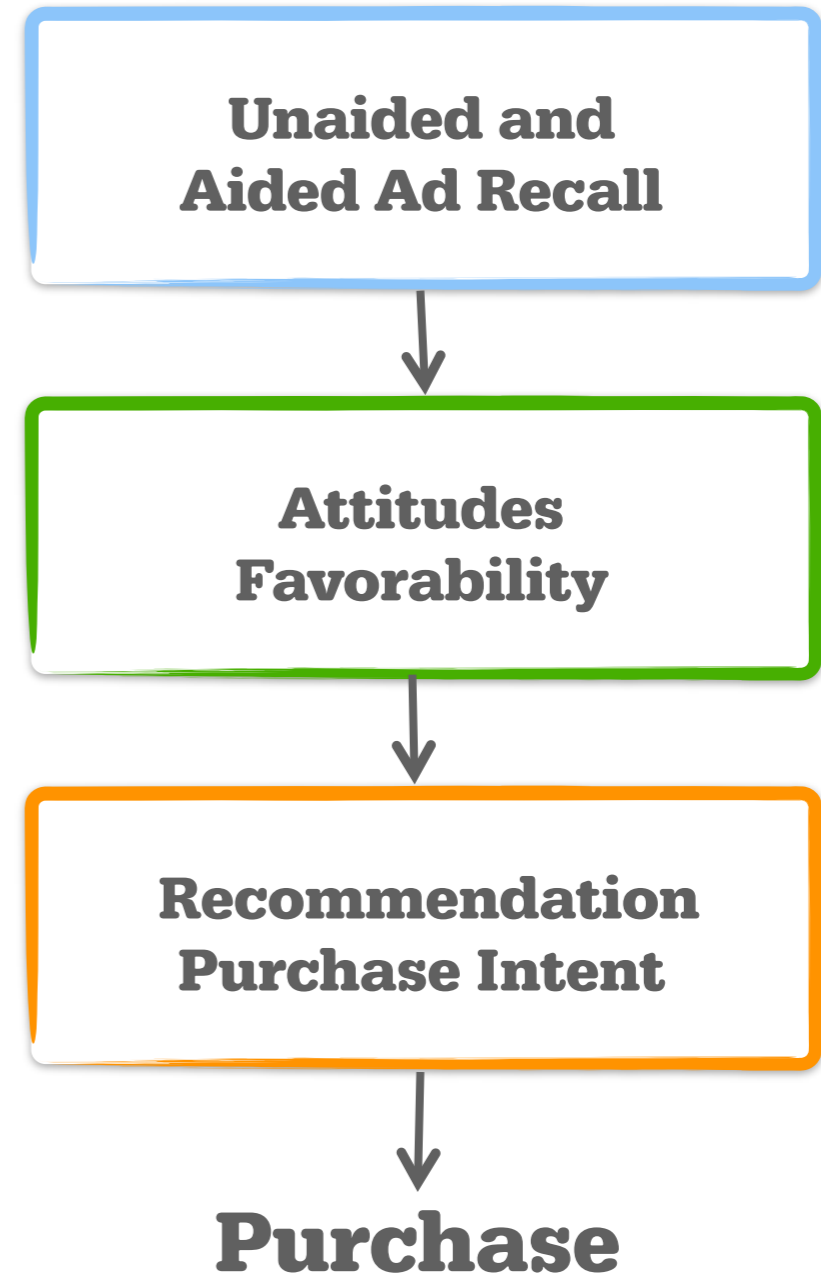 Unaided and
Aided Ad Recall
Attitudes
Favorability
Recommendation
Purchase Intent
Purchase